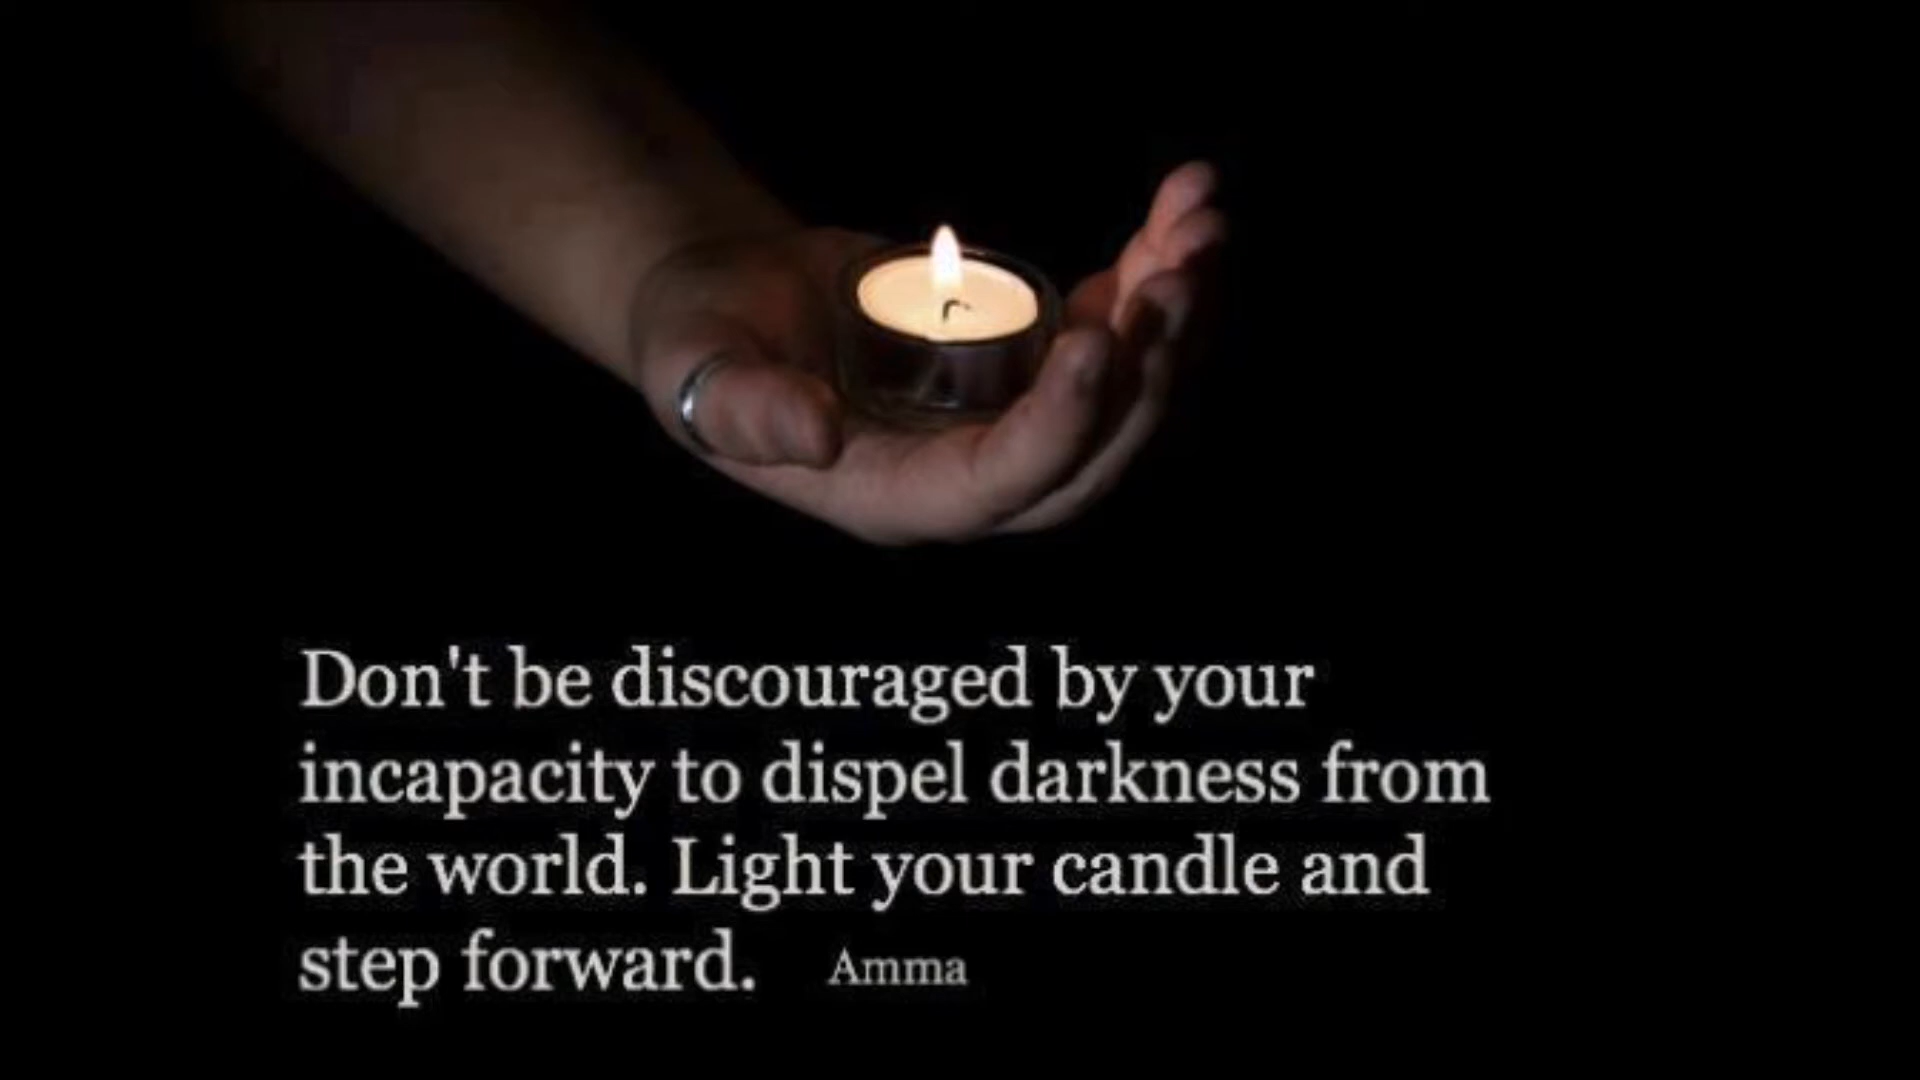 Don't be discouraged by your
incapacity to dispel darkness from
the world. Light your candle and
step forward. Amma